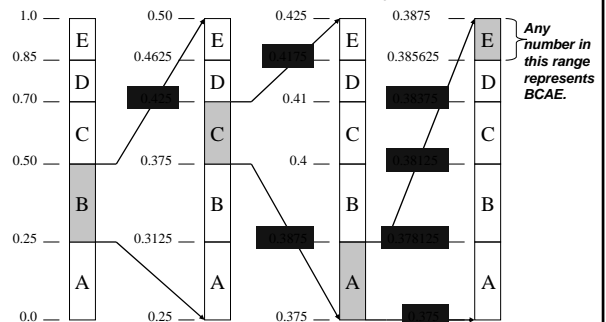 1.0 0.50 0.425 0.3875
E E E E
Any
number in
this range
represents
BCAE.
0.85 0.4625 0.4175 0.385625
D D D D
0.70 0.425 0.41 0.38375
C C C C
0.50 0.375 0.4 0.38125
B B B B
0.25 0.3125 0.3875 0.378125
A A A A
0.0 0.25 0.375 0.375